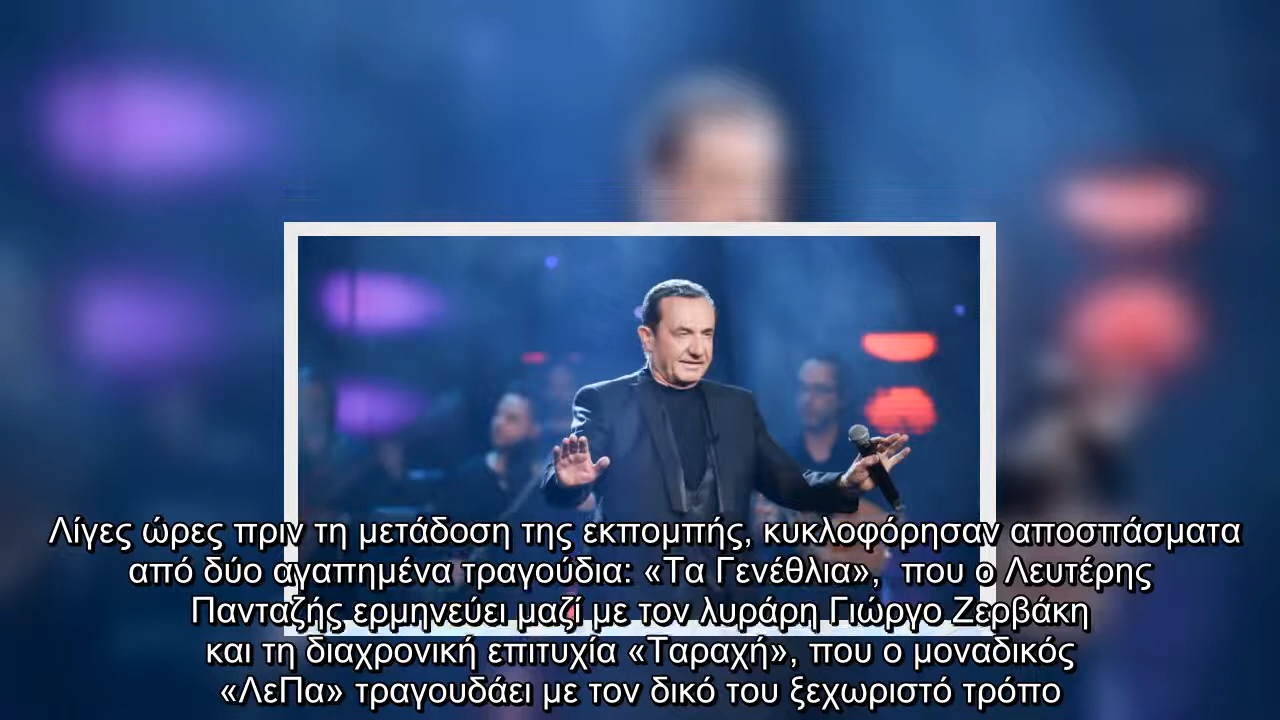 Λίγες ώρες πριν τη μετάδοση της εκπομπής, κυκλοφόρησαν αποσπάσματα
από δύο αγαπημένα τραγούδια: «Τα Γενέθλια», που ο Λευτέρης
Πανταζής ερμηνεύει μαζί με τον λυράρη Γιώργο Ζερβάκη
και τη διαχρονική επιτυχία «Ταραχή», που ο μοναδικός
«ΛεΠα» τραγουδάει με τον δικό του ξεχωριστό τρόπο